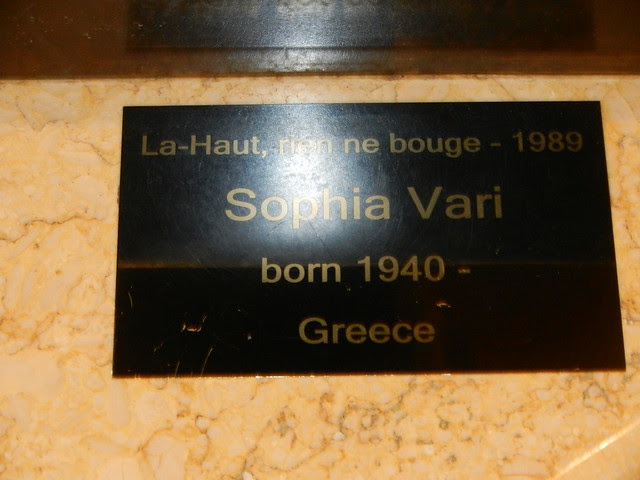 La-Haut, rien ne bouge - 1989
Sophia Vari
born 1940 -
Greece